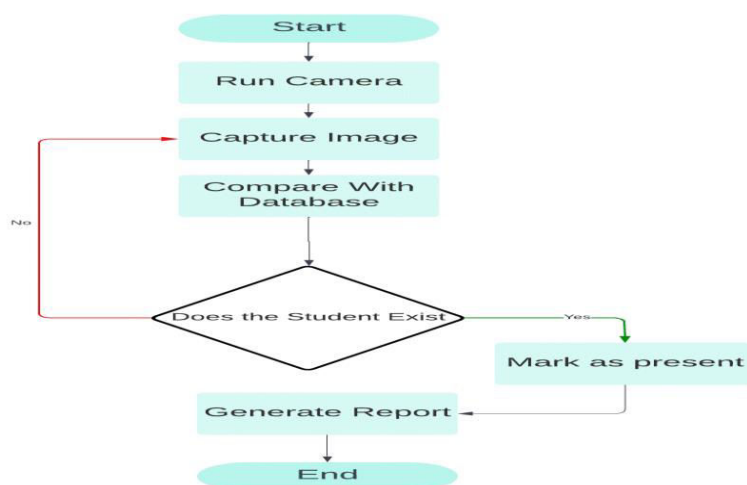 Start
Run Camera
Capture Image
Compare With
Database
No
Does the Student Exist
Yes
Mark as present
Generate Report
End